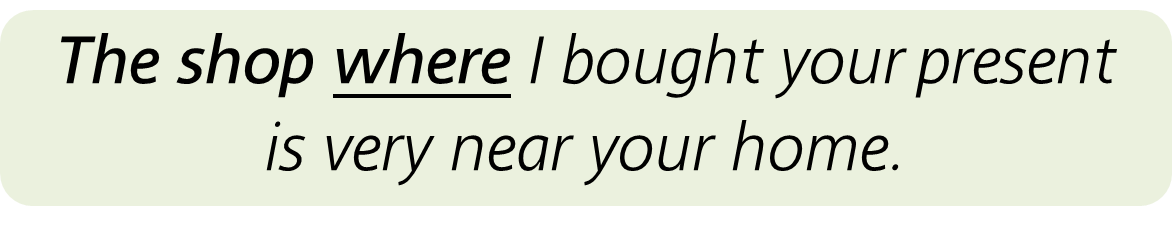 The shop where I bought your present
is very near your home.